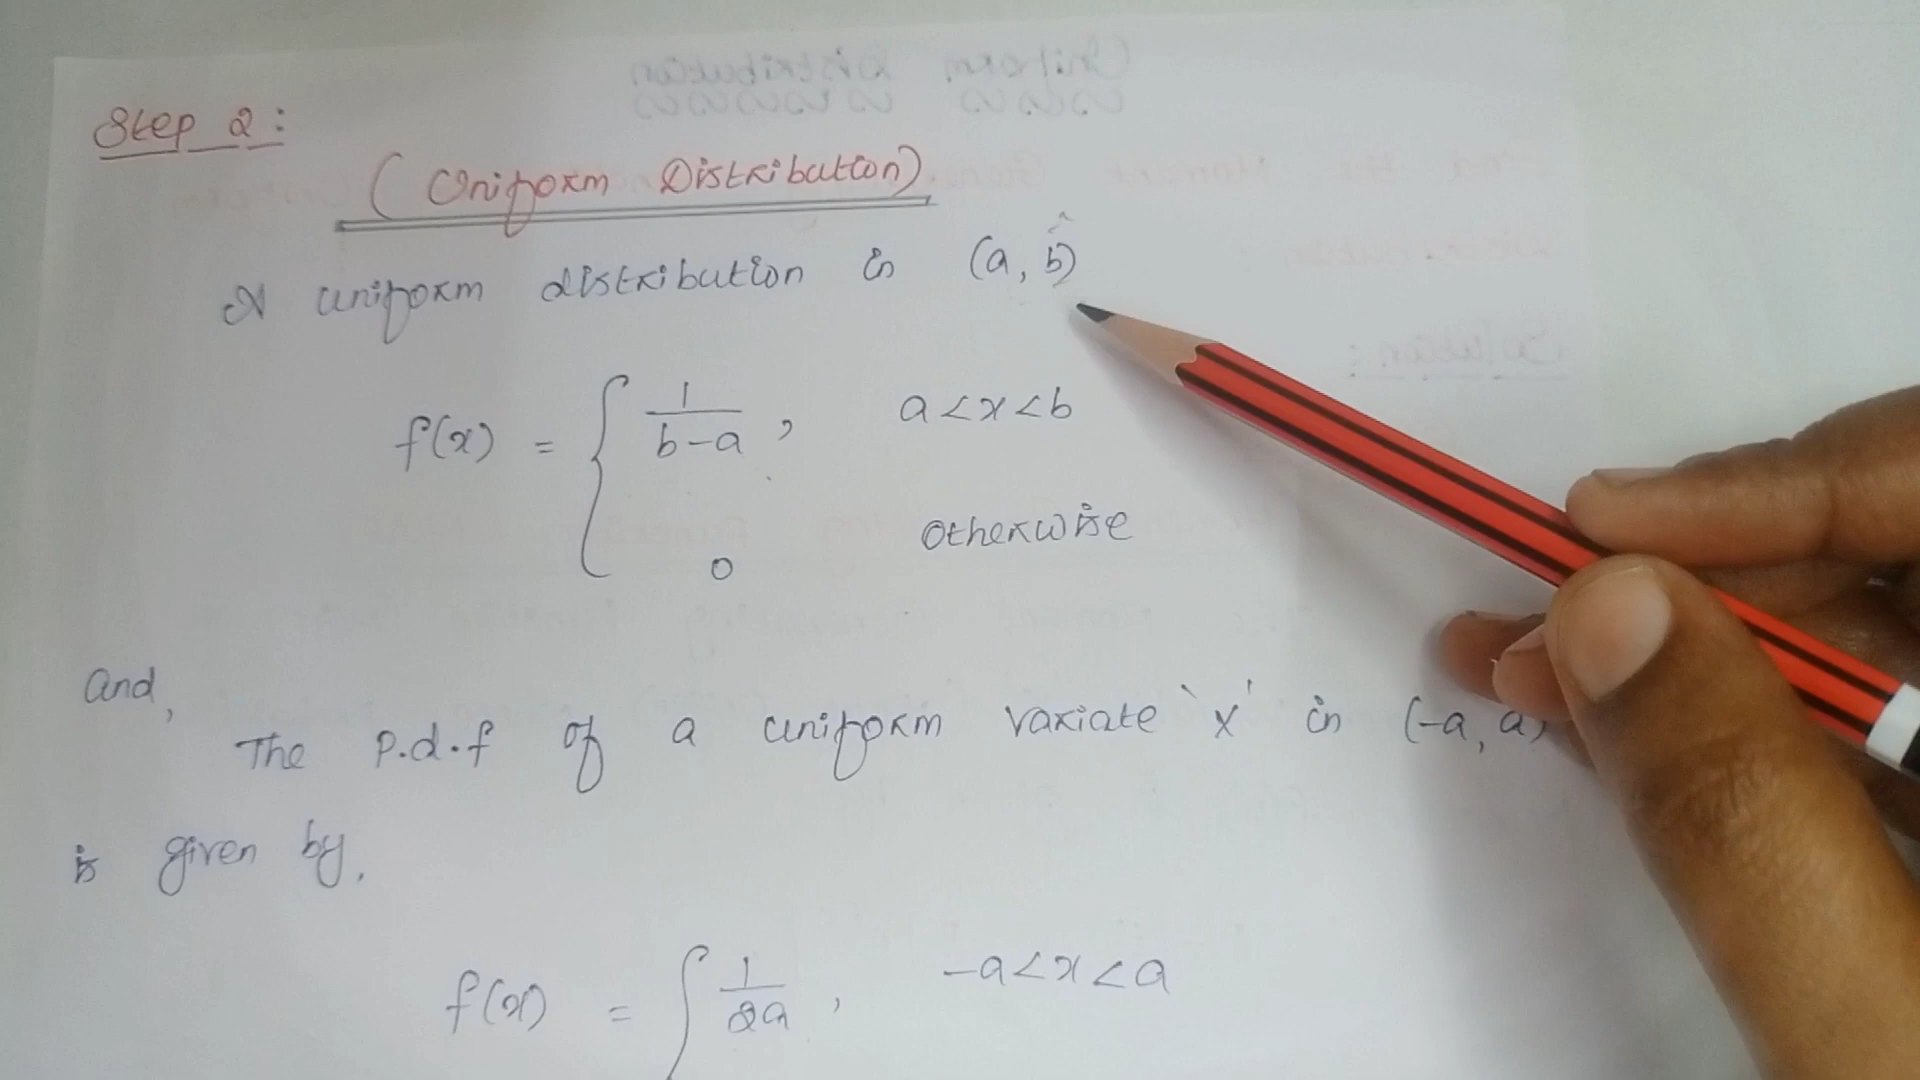 Step 2:
(Uniform Distribution)
A uniform distribution in (a, b)
f(x) = { 1/(b-a), a<x<b
0 otherwise
and,
The p.d.f of a uniform variate 'x' in (-a, a)
is given by,
f(x) = { 1/2a, -a<x<a